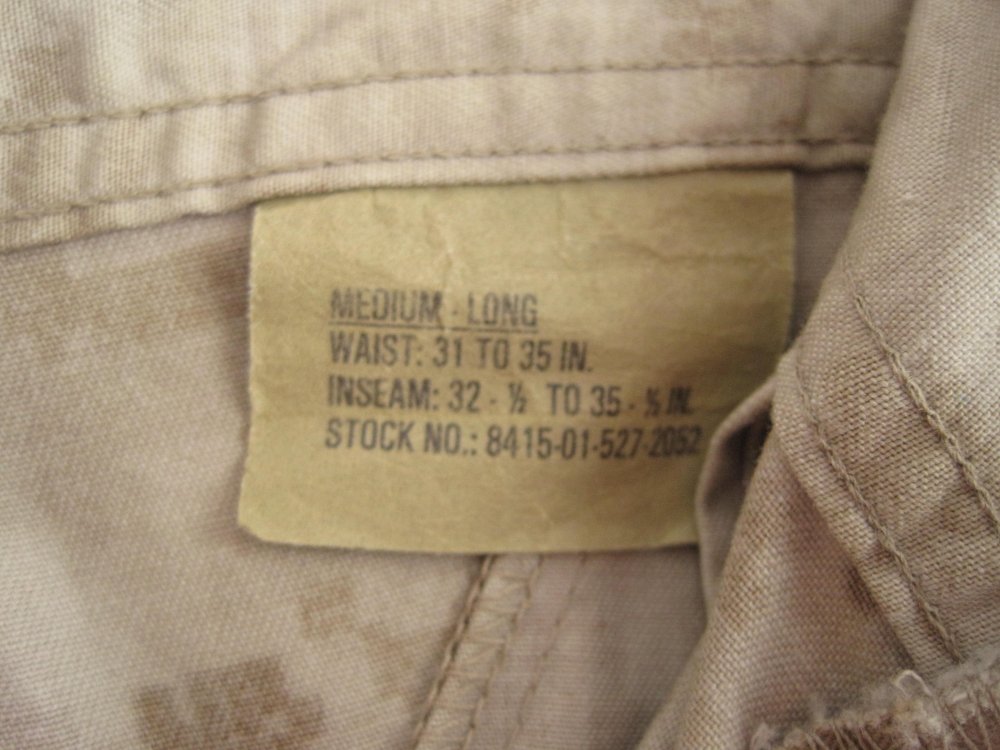 MEDIUM - LONG
WAIST: 31 TO 35 IN.
INSEAM: 32 - ½ TO 35 - ½ IN.
STOCK NO.: 8415-01-527-2052